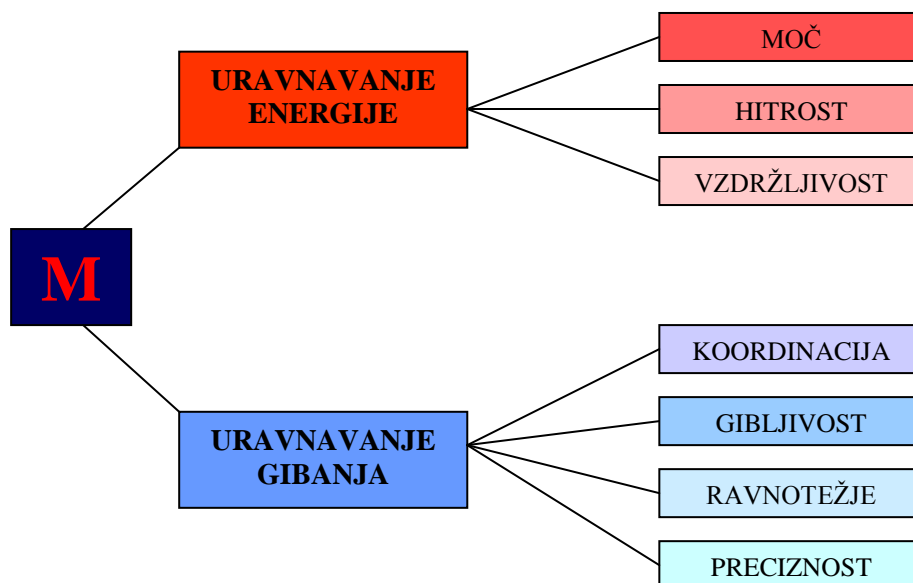 MOČ
URAVNAVANJE
ENERGIJE
HITROST
VZDRŽLJIVOST
M
KOORDINACIJA
URAVNAVANJE
GIBANJA
GIBLJIVOST
RAVNOTEŽJE
PRECIZNOST